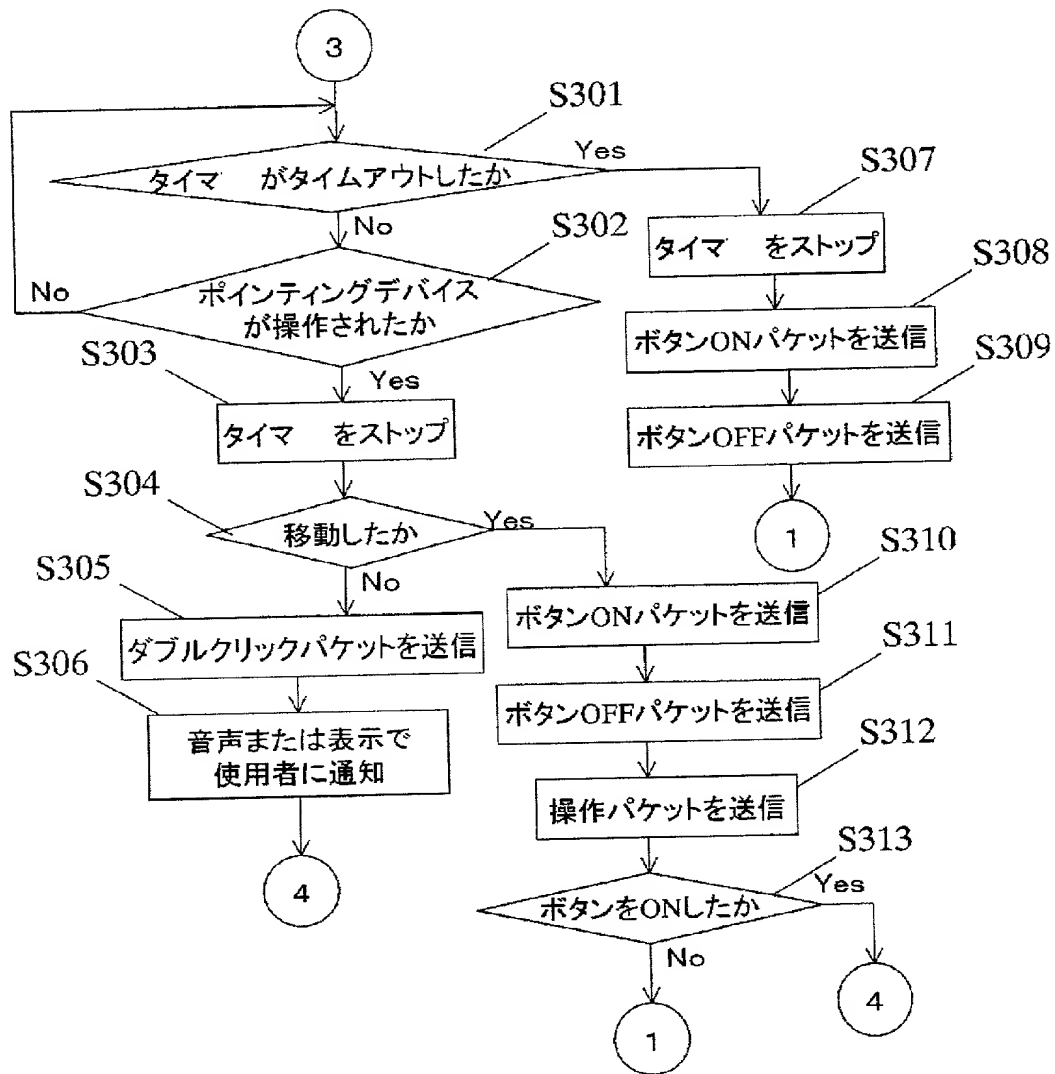 3
S301
タイマ がタイムアウトしたか
Yes
No
S302
ポインティングデバイス
が操作されたか
No
Yes
S303
タイマ をストップ
S304
移動したか
Yes
No
S305
ダブルクリックパケットを送信
S306
音声または表示で
使用者に通知
4
S307
タイマ をストップ
S308
ボタンONパケットを送信
S309
ボタンOFFパケットを送信
1
S310
ボタンONパケットを送信
S311
ボタンOFFパケットを送信
S312
操作パケットを送信
S313
ボタンをONしたか
Yes
No
4
1